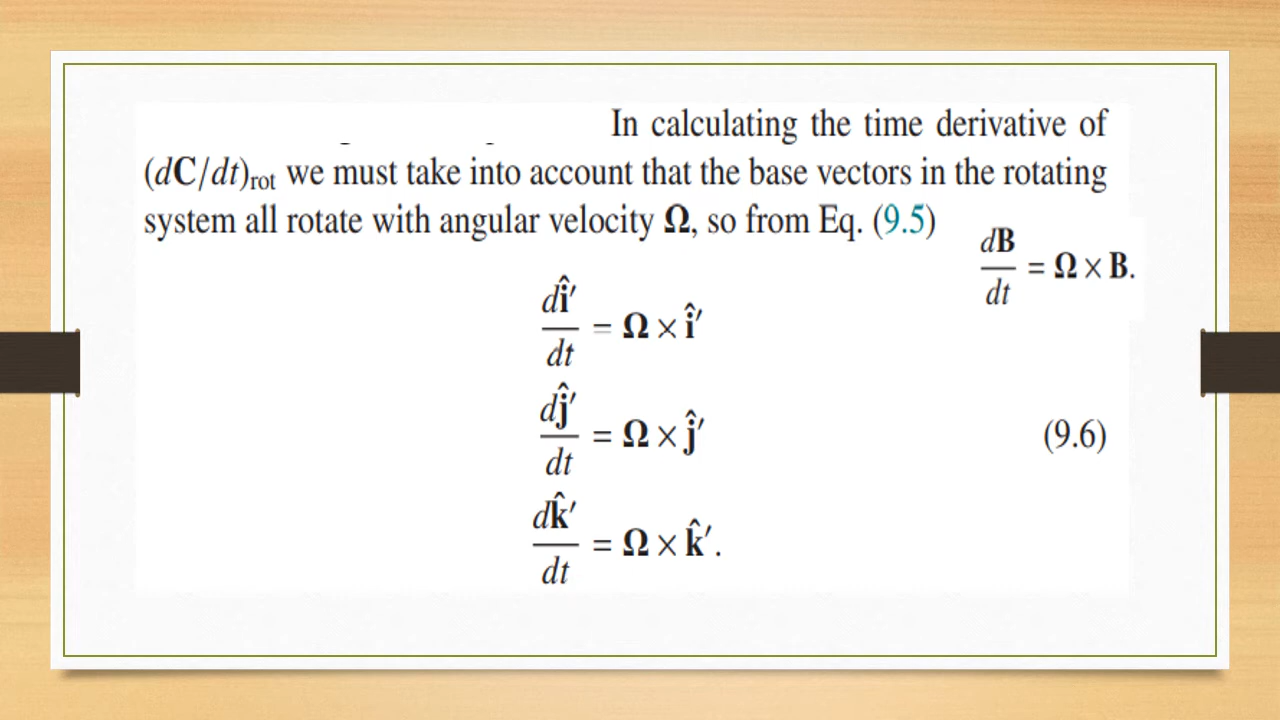 In calculating the time derivative of
(dC/dt)rot we must take into account that the base vectors in the rotating
system all rotate with angular velocity Ω, so from Eq. (9.5)
dB/dt = Ω × B.
dî′/dt = Ω × î′
dĵ′/dt = Ω × ĵ′ (9.6)
dk̂′/dt = Ω × k̂′.